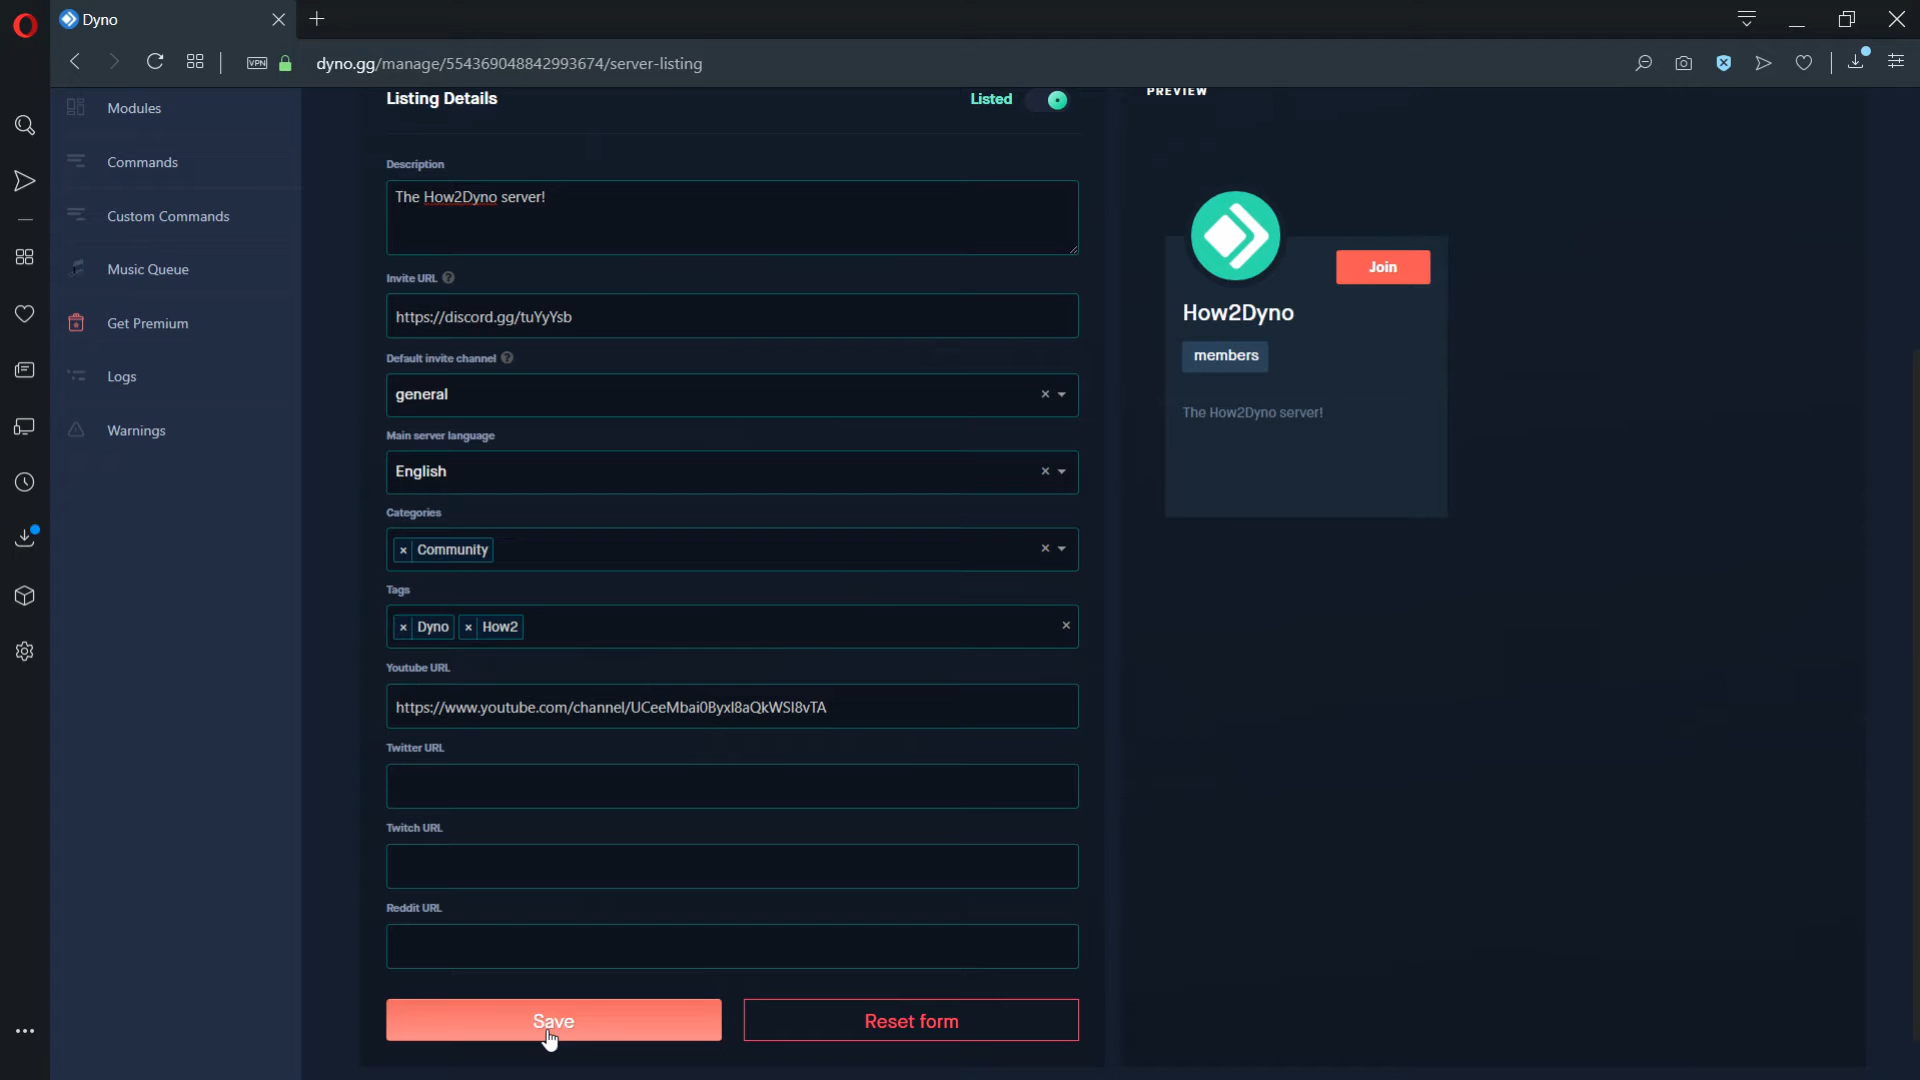 Dyno
VPN
dyno.gg/manage/554369048842993674/server-listing
Modules
Commands
Custom Commands
Music Queue
Get Premium
Logs
Warnings
Listing Details
Listed
Description
The How2Dyno server!
Invite URL ?
https://discord.gg/tuYyYsb
Default invite channel ?
general
Main server language
English
Categories
× Community
Tags
× Dyno × How2
Youtube URL
https://www.youtube.com/channel/UCeeMbai0ByxI8aQkWSI8vTA
Twitter URL
Twitch URL
Reddit URL
Save
Reset form
PREVIEW
Join
How2Dyno
members
The How2Dyno server!